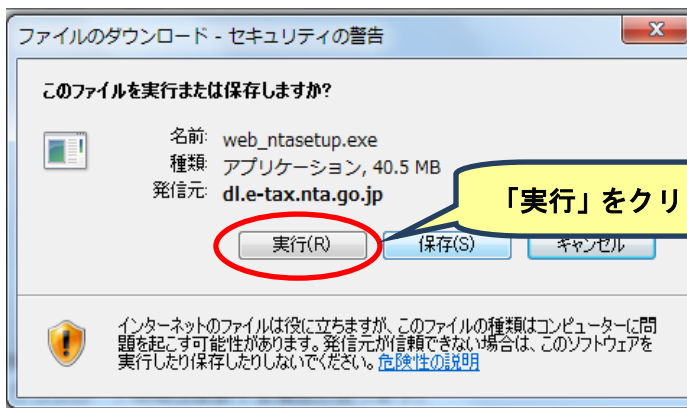 ファイルのダウンロード - セキュリティの警告
このファイルを実行または保存しますか?
名前: web_ntasetup.exe
種類: アプリケーション, 40.5 MB
発信元: dl.e-tax.nta.go.jp
「実行」をクリ
実行(R) 保存(S) キャンセル
インターネットのファイルは役に立ちますが、このファイルの種類はコンピューターに問
題を起こす可能性があります。発信元が信頼できない場合は、このソフトウェアを
実行したり保存したりしないでください。危険性の説明